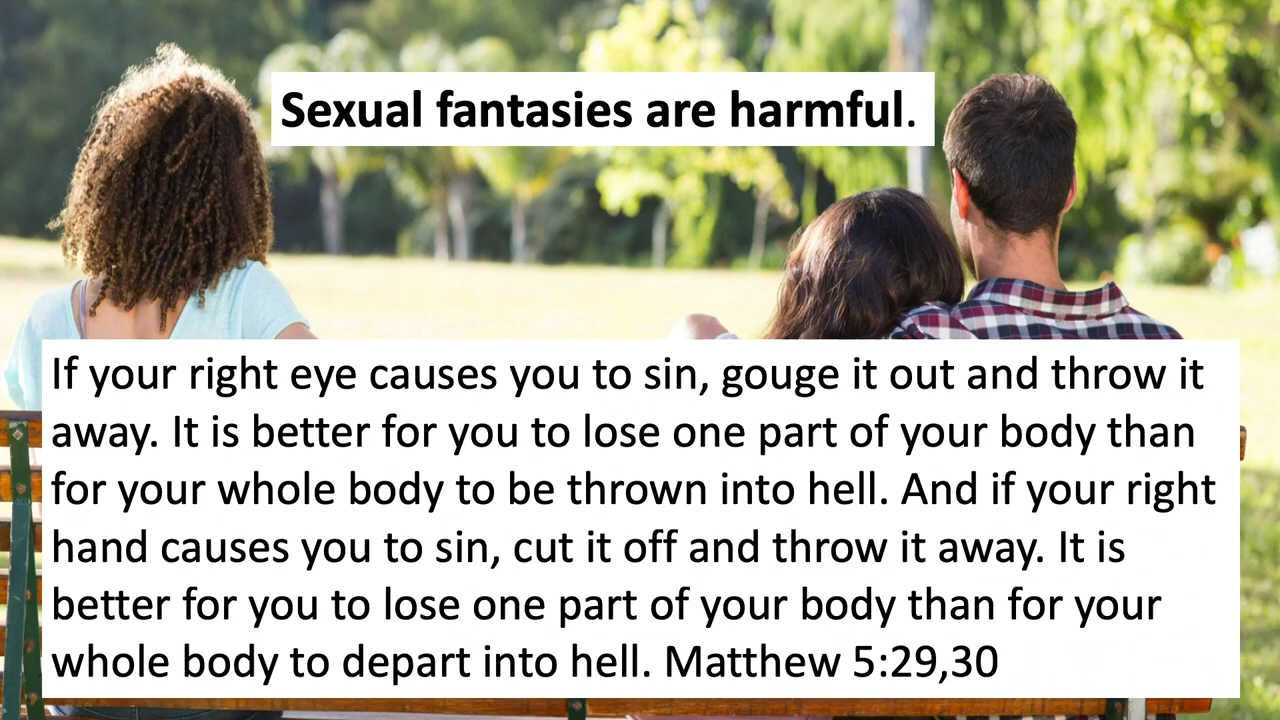 Sexual fantasies are harmful.
If your right eye causes you to sin, gouge it out and throw it
away. It is better for you to lose one part of your body than
for your whole body to be thrown into hell. And if your right
hand causes you to sin, cut it off and throw it away. It is
better for you to lose one part of your body than for your
whole body to depart into hell. Matthew 5:29,30